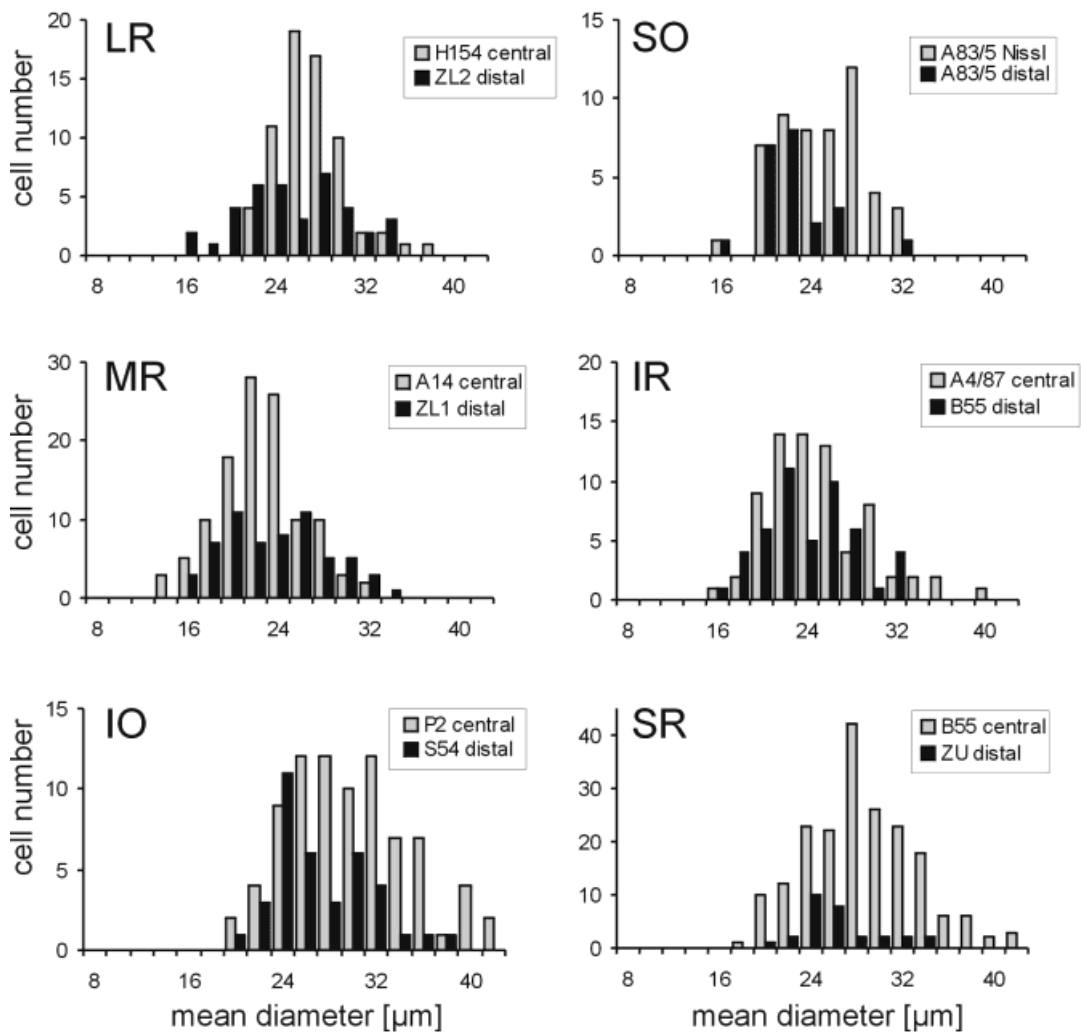 LR
H154 central
ZL2 distal
cell number
20
15
10
5
0
8 16 24 32 40
SO
A83/5 Nissl
A83/5 distal
15
10
5
0
8 16 24 32 40
MR
A14 central
ZL1 distal
cell number
30
20
10
0
8 16 24 32 40
IR
A4/87 central
B55 distal
20
15
10
5
0
8 16 24 32 40
IO
P2 central
S54 distal
cell number
15
10
5
0
8 16 24 32 40
mean diameter [µm]
SR
B55 central
ZU distal
40
30
20
10
0
8 16 24 32 40
mean diameter [µm]